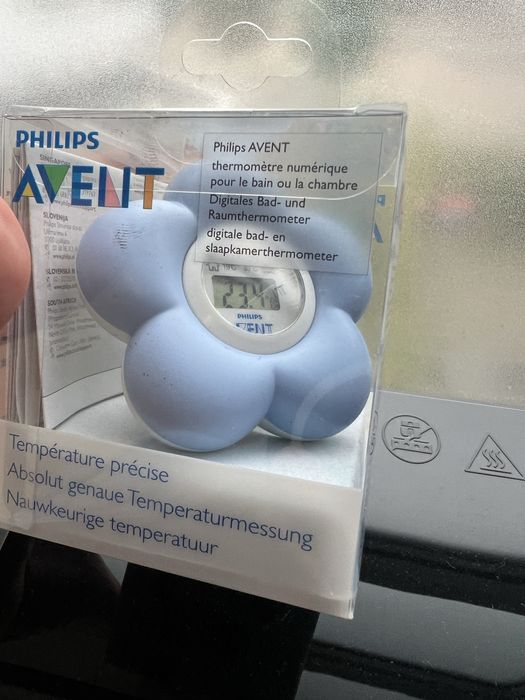 PHILIPS
AVENT
Philips AVENT
thermomètre numérique
pour le bain ou la chambre
Digitales Bad- und
Raumthermometer
digitale bad- en
slaapkamerthermometer
SLOVENIJA
SOUTH AFRICA
23.4
PHILIPS
AVENT
Température précise
Absolut genaue Temperaturmessung
Nauwkeurige temperatuur